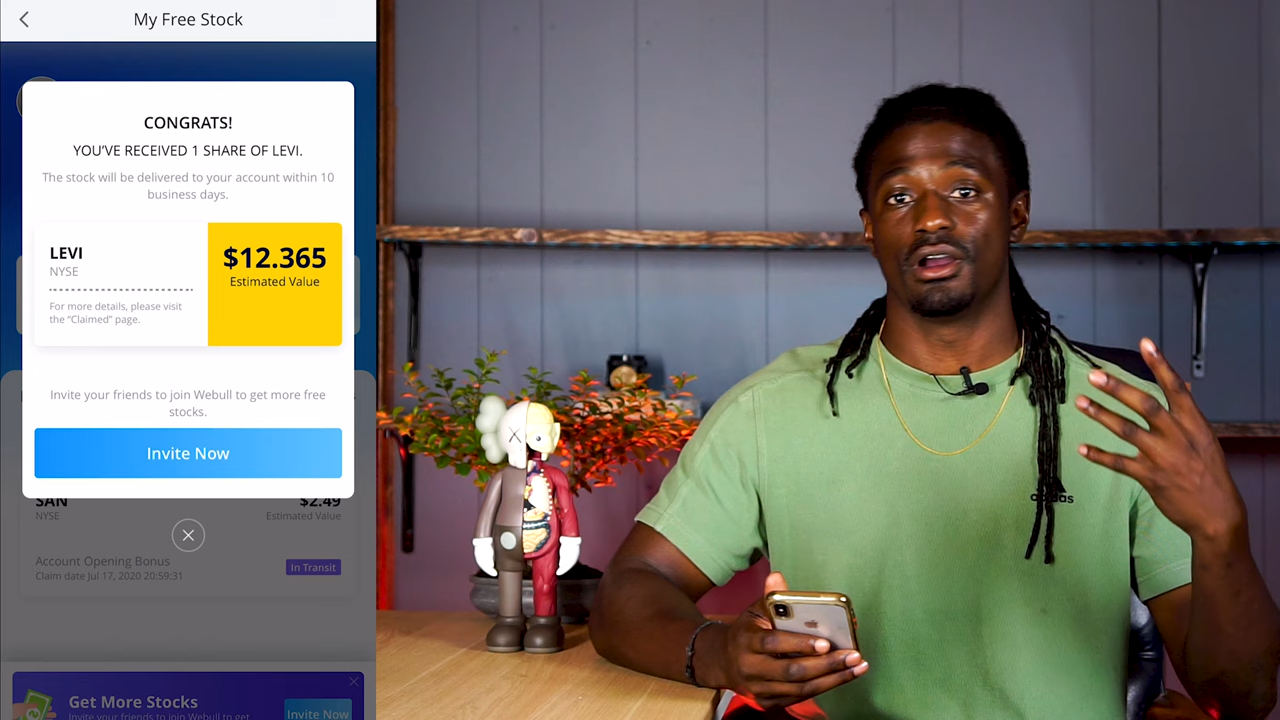 My Free Stock
CONGRATS!
YOU'VE RECEIVED 1 SHARE OF LEVI.
The stock will be delivered to your account within 10
business days.
LEVI
NYSE
For more details, please visit
the “Claimed” page.
$12.365
Estimated Value
Invite your friends to join Webull to get more free
stocks.
Invite Now
SAN
NYSE
$2.49
Estimated Value
Account Opening Bonus
Claim date Jul 17, 2020 20:59:31
In Transit
Get More Stocks
Invite your friends to join Webull to get
Invite Now
adidas